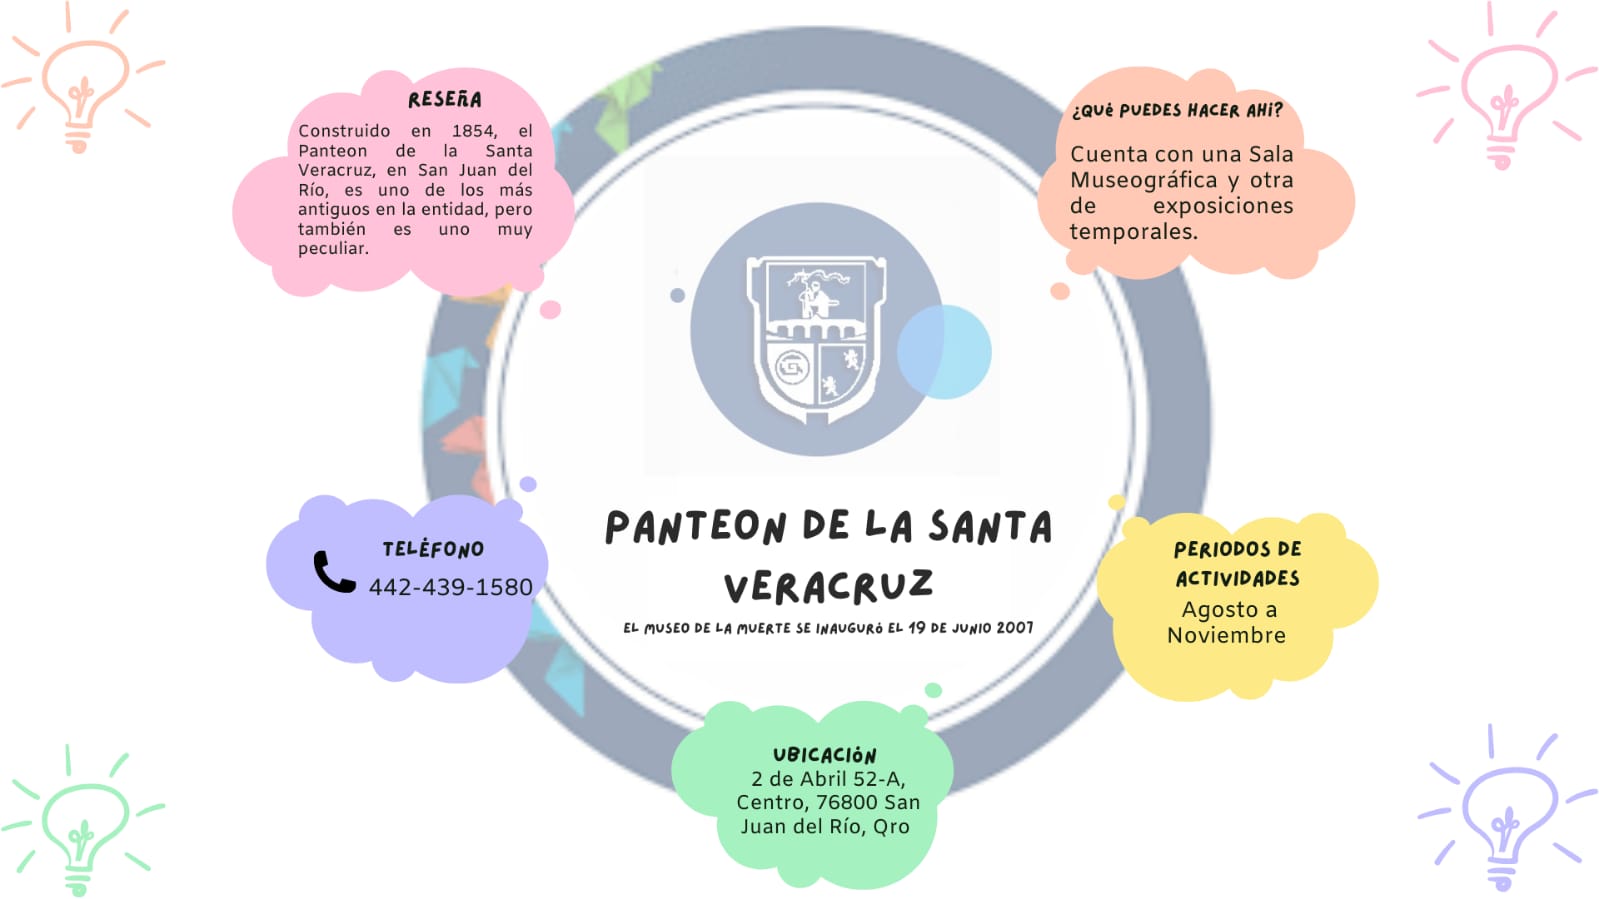 RESEÑA
Construido en 1854, el
Panteon de la Santa
Veracruz, en San Juan del
Río, es uno de los más
antiguos en la entidad, pero
también es uno muy
peculiar.
¿QUÉ PUEDES HACER AHÍ?
Cuenta con una Sala
Museográfica y otra
de exposiciones
temporales.
PANTEON DE LA SANTA
VERACRUZ
EL MUSEO DE LA MUERTE SE INAUGURÓ EL 19 DE JUNIO 2007
TELÉFONO
442-439-1580
PERIODOS DE
ACTIVIDADES
Agosto a
Noviembre
UBICACIÓN
2 de Abril 52-A,
Centro, 76800 San
Juan del Río, Qro